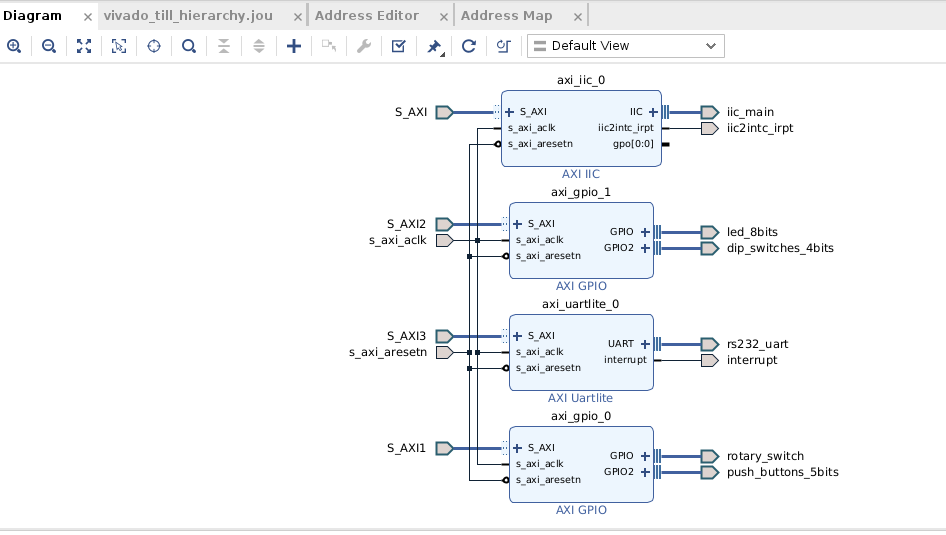 Diagram
vivado_till_hierarchy.jou
Address Editor
Address Map
Default View
axi_iic_0
S_AXI
S_AXI
s_axi_aclk
s_axi_aresetn
IIC
iic2intc_irpt
gpo[0:0]
iic_main
iic2intc_irpt
AXI IIC
axi_gpio_1
S_AXI2
s_axi_aclk
S_AXI
s_axi_aclk
s_axi_aresetn
GPIO
GPIO2
led_8bits
dip_switches_4bits
AXI GPIO
axi_uartlite_0
S_AXI3
s_axi_aresetn
S_AXI
s_axi_aclk
s_axi_aresetn
UART
interrupt
rs232_uart
interrupt
AXI Uartlite
axi_gpio_0
S_AXI1
S_AXI
s_axi_aclk
s_axi_aresetn
GPIO
GPIO2
rotary_switch
push_buttons_5bits
AXI GPIO